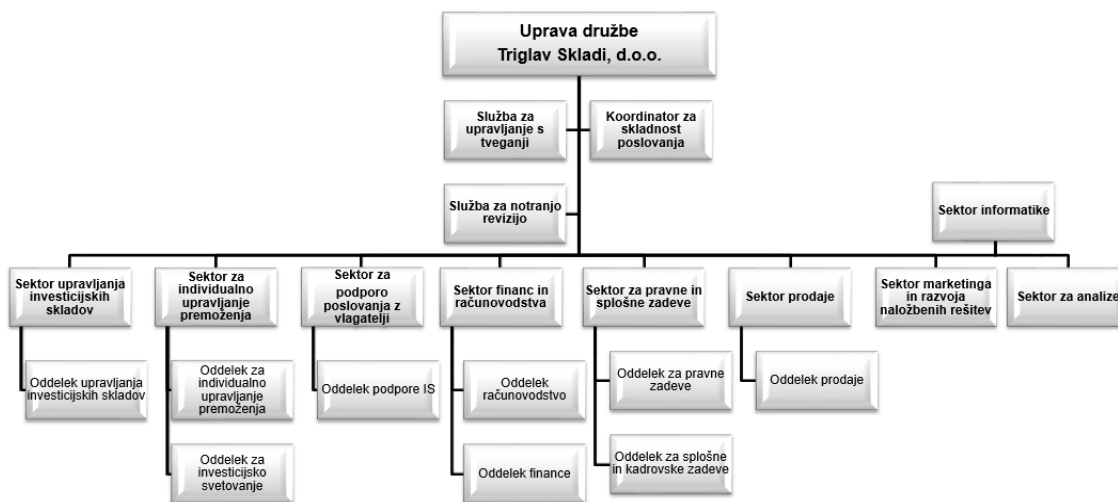 Uprava družbe
Triglav Skladi, d.o.o.
Služba za
upravljanje s
tveganji
Koordinator za
skladnost
poslovanja
Služba za notranjo
revizijo
Sektor informatike
Sektor upravljanja
investicijskih
skladov
Sektor za
individualno
upravljanje
premoženja
Sektor za
podporo
poslovanja z
vlagatelji
Sektor financ in
računovodstva
Sektor za pravne in
splošne zadeve
Sektor prodaje
Sektor marketinga
in razvoja
naložbenih rešitev
Sektor za analize
Oddelek upravljanja
investicijskih skladov
Oddelek za
individualno
upravljanje
premoženja
Oddelek za
investicijsko
svetovanje
Oddelek podpore IS
Oddelek
računovodstvo
Oddelek finance
Oddelek za pravne
zadeve
Oddelek za splošne
in kadrovske zadeve
Oddelek prodaje